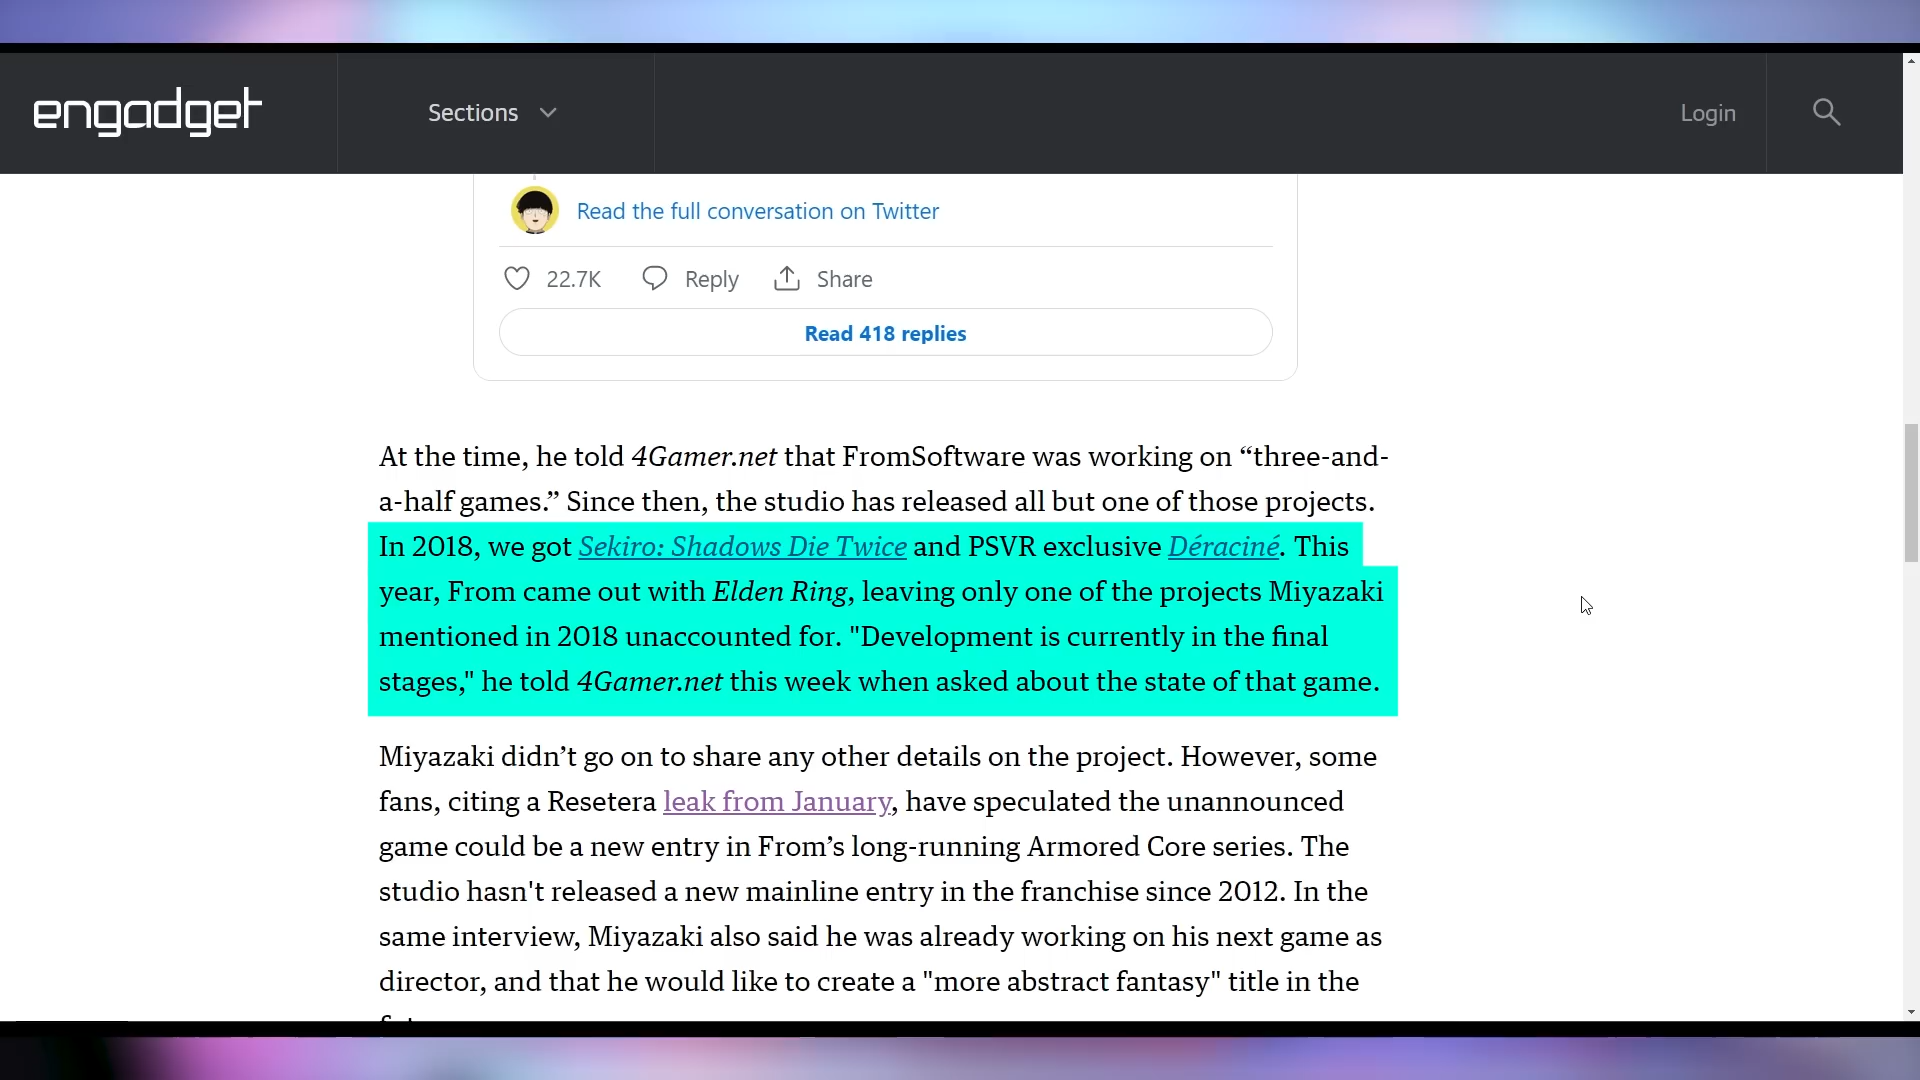 engadget
Sections
Login
Read the full conversation on Twitter
22.7K
Reply
Share
Read 418 replies
At the time, he told 4Gamer.net that FromSoftware was working on “three-and-
a-half games.” Since then, the studio has released all but one of those projects.
In 2018, we got Sekiro: Shadows Die Twice and PSVR exclusive Déraciné. This
year, From came out with Elden Ring, leaving only one of the projects Miyazaki
mentioned in 2018 unaccounted for. "Development is currently in the final
stages," he told 4Gamer.net this week when asked about the state of that game.
Miyazaki didn’t go on to share any other details on the project. However, some
fans, citing a Resetera leak from January, have speculated the unannounced
game could be a new entry in From’s long-running Armored Core series. The
studio hasn't released a new mainline entry in the franchise since 2012. In the
same interview, Miyazaki also said he was already working on his next game as
director, and that he would like to create a "more abstract fantasy" title in the